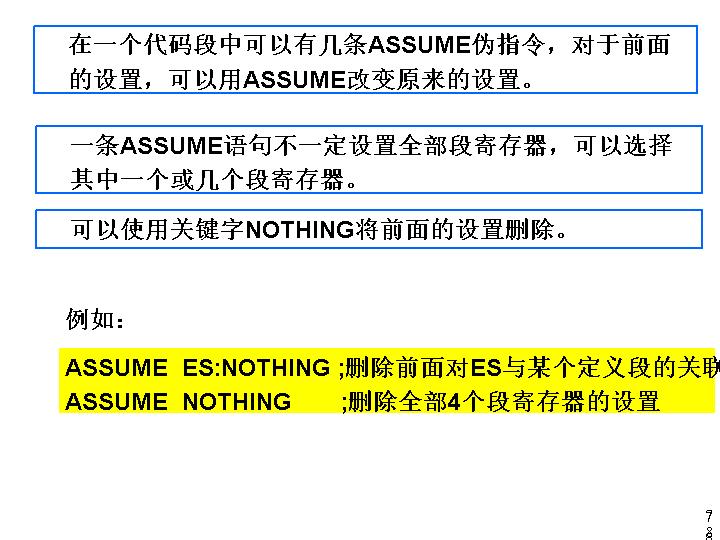 在一个代码段中可以有几条ASSUME伪指令，对于前面
的设置，可以用ASSUME改变原来的设置。
一条ASSUME语句不一定设置全部段寄存器，可以选择
其中一个或几个段寄存器。
可以使用关键字NOTHING将前面的设置删除。
例如：
ASSUME ES:NOTHING ；删除前面对ES与某个定义段的关联
ASSUME NOTHING ；删除全部4个段寄存器的设置
7
8